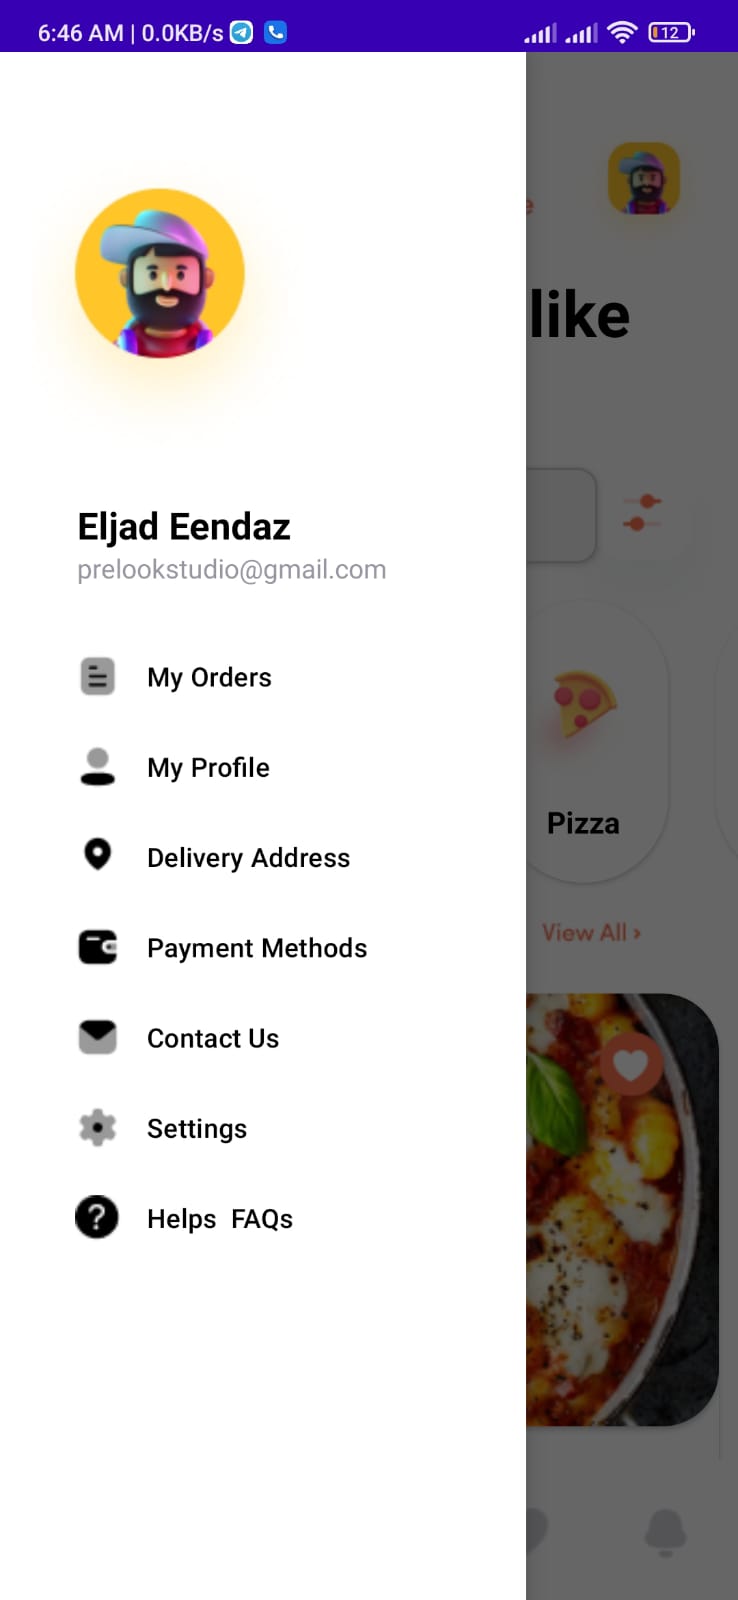 6:46 AM | 0.0KB/s
12
like
Eljad Eendaz
prelookstudio@gmail.com
My Orders
My Profile
Delivery Address
Pizza
Payment Methods
View All ›
Contact Us
Settings
? Helps  FAQs